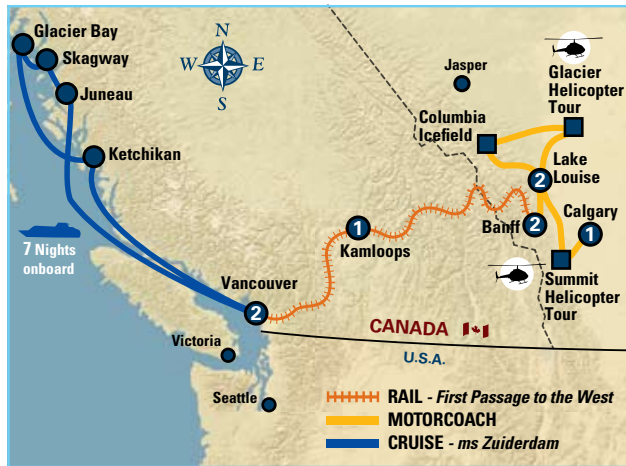 Glacier Bay
Skagway
Juneau
Ketchikan
N
W
E
S
Jasper
Glacier
Helicopter
Tour
Columbia
Icefield
Lake
Louise
2
Banff
2
Calgary
1
Summit
Helicopter
Tour
1
Kamloops
7 Nights
onboard
Vancouver
2
Victoria
Seattle
CANADA
U.S.A.
RAIL - First Passage to the West
MOTORCOACH
CRUISE - ms Zuiderdam